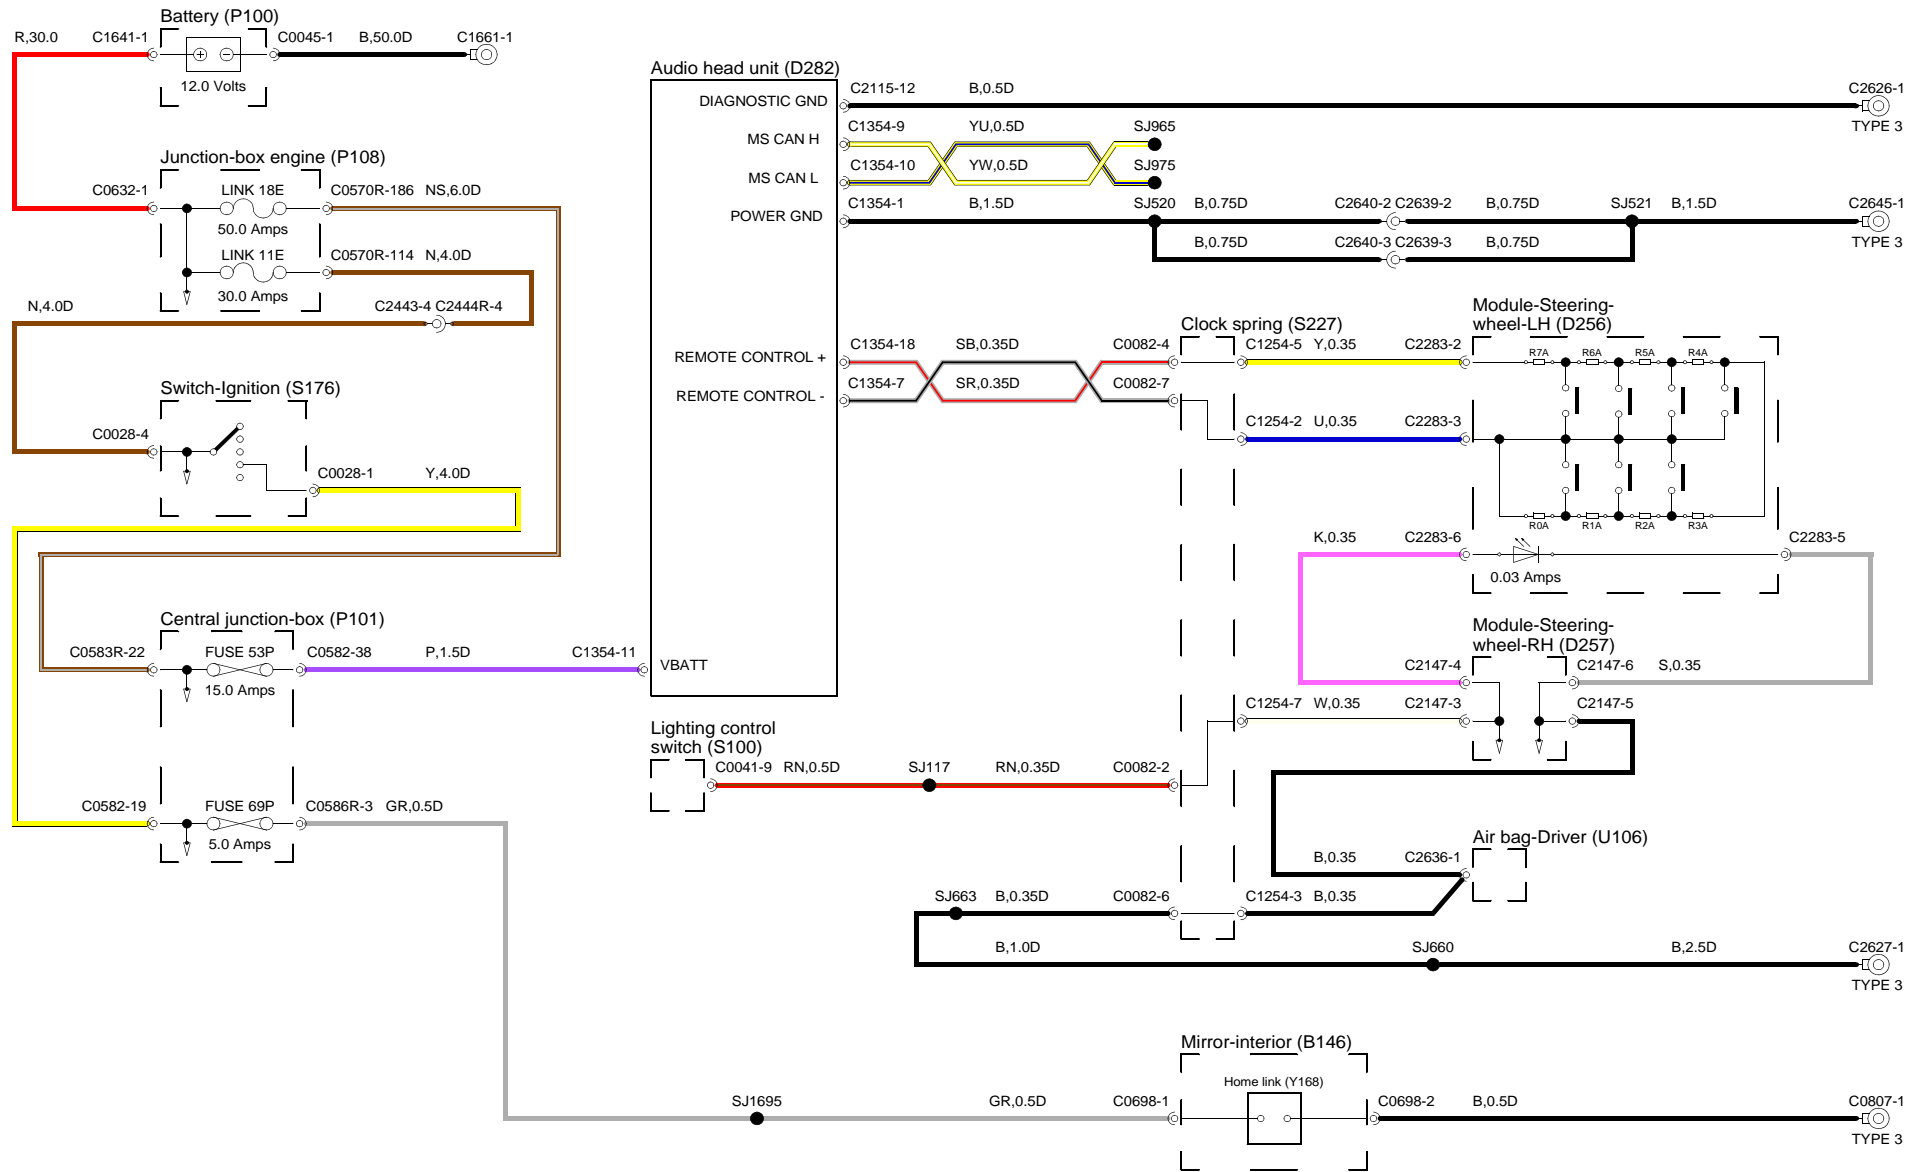 Battery (P100)
R,30.0 C1641-1 C0045-1 B,50.0D C1661-1
12.0 Volts
Audio head unit (D282)
DIAGNOSTIC GND C2115-12 B,0.5D C2626-1
TYPE 3
MS CAN H C1354-9 YU,0.5D SJ965
MS CAN L C1354-10 YW,0.5D SJ975
Junction-box engine (P108)
C0632-1 LINK 18E C0570R-186 NS,6.0D
50.0 Amps
POWER GND C1354-1 B,1.5D SJ520 B,0.75D C2640-2 C2639-2 B,0.75D SJ521 B,1.5D C2645-1
B,0.75D C2640-3 C2639-3 B,0.75D TYPE 3
LINK 11E C0570R-114 N,4.0D
30.0 Amps
N,4.0D C2443-4 C2444R-4
REMOTE CONTROL + C1354-18 SB,0.35D C0082-4
REMOTE CONTROL - C1354-7 SR,0.35D C0082-7
Clock spring (S227)
C1254-5 Y,0.35 C2283-2
C1254-2 U,0.35 C2283-3
Module-Steering-
wheel-LH (D256)
R7A R6A R5A R4A
R0A R1A R2A R3A
K,0.35 C2283-6 C2283-5
0.03 Amps
Switch-Ignition (S176)
C0028-4
C0028-1 Y,4.0D
Central junction-box (P101)
C0583R-22 FUSE 53P C0582-38 P,1.5D C1354-11 VBATT
15.0 Amps
Module-Steering-
wheel-RH (D257)
C2147-4 C2147-6 S,0.35
C1254-7 W,0.35 C2147-3 C2147-5
Lighting control
switch (S100)
C0041-9 RN,0.5D SJ117 RN,0.35D C0082-2
C0582-19 FUSE 69P C0586R-3 GR,0.5D
5.0 Amps
Air bag-Driver (U106)
B,0.35 C2636-1
SJ663 B,0.35D C0082-6 C1254-3 B,0.35
B,1.0D SJ660 B,2.5D C2627-1
TYPE 3
Mirror-interior (B146)
Home link (Y168)
SJ1695 GR,0.5D C0698-1 C0698-2 B,0.5D C0807-1
TYPE 3